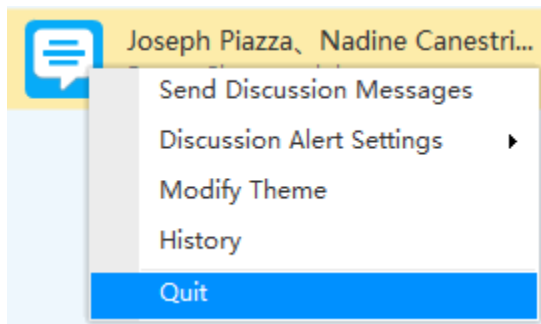 Joseph Piazza、Nadine Canestri...
Send Discussion Messages
Discussion Alert Settings
Modify Theme
History
Quit